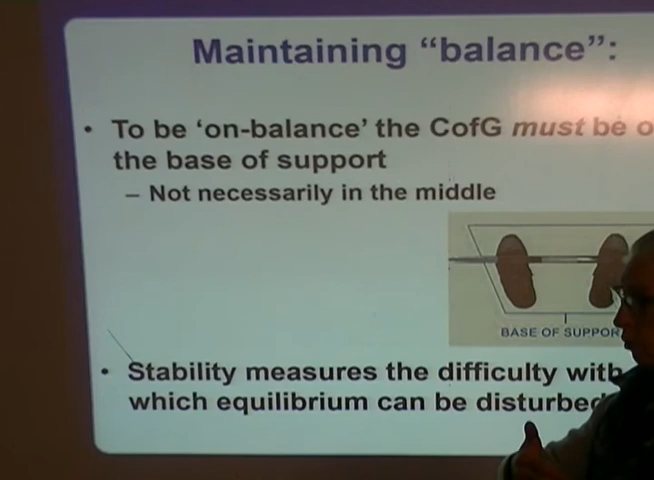 Maintaining “balance”:
• To be ‘on-balance’ the CofG must be o
the base of support
– Not necessarily in the middle
BASE OF SUPPOR
• Stability measures the difficulty with
which equilibrium can be disturbed